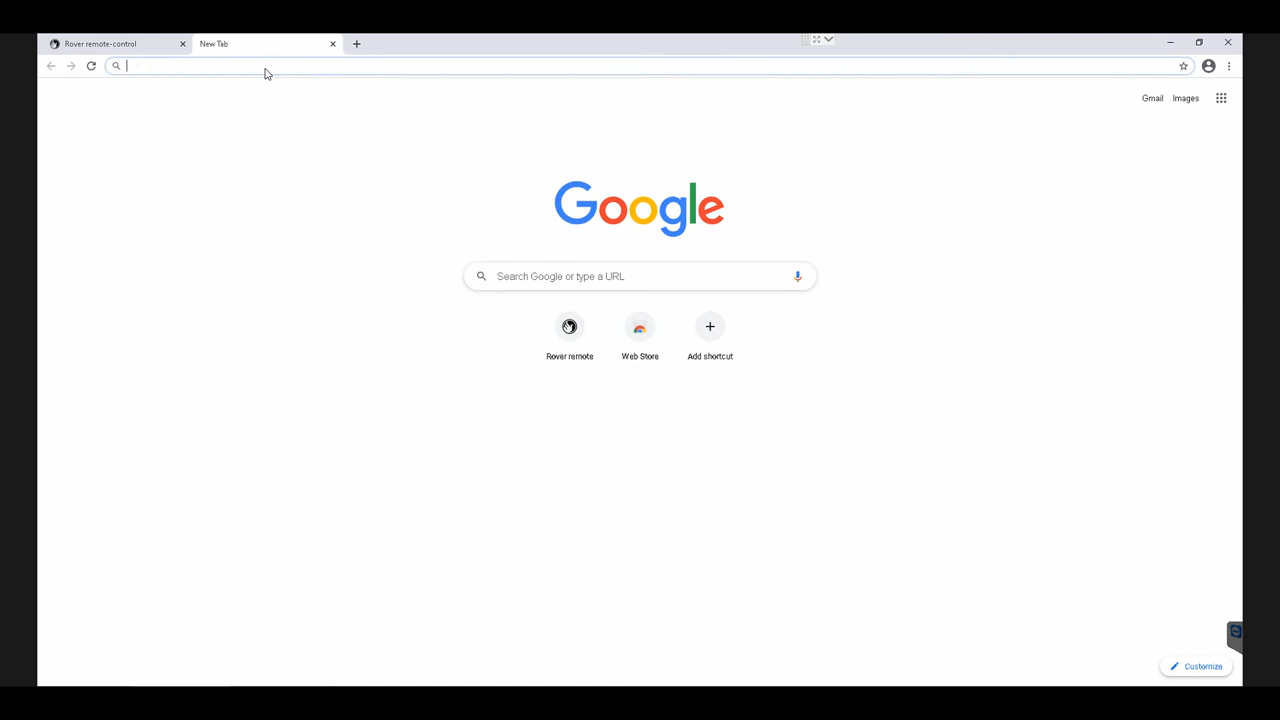 Rover remote-control
New Tab
Gmail Images
Google
Search Google or type a URL
Rover remote Web Store Add shortcut
Customize